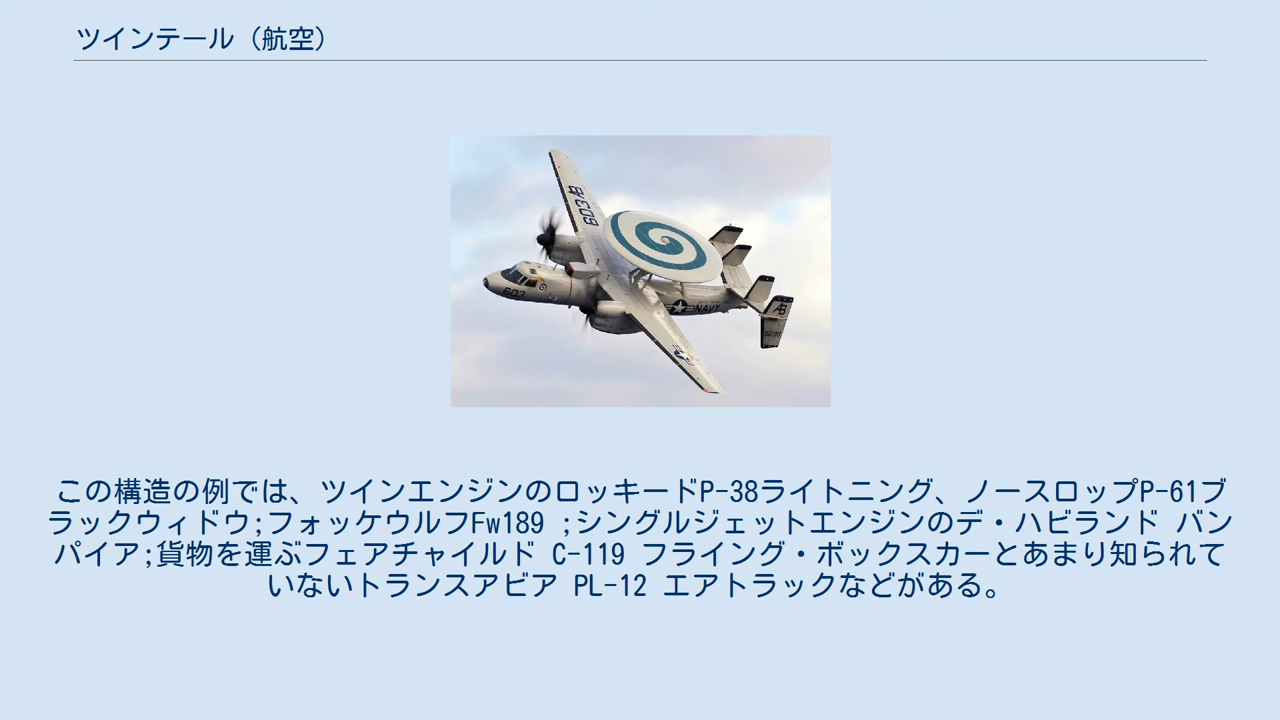 ツインテール（航空）
603 AB
603
NAVY
AB
この構造の例では、ツインエンジンのロッキードP-38ライトニング、ノースロップP-61ブ
ラックウィドウ;フォッケウルフFw189 ;シングルジェットエンジンのデ・ハビランド バン
パイア;貨物を運ぶフェアチャイルド C-119 フライング・ボックスカーとあまり知られて
いないトランスアビア PL-12 エアトラックなどがある。